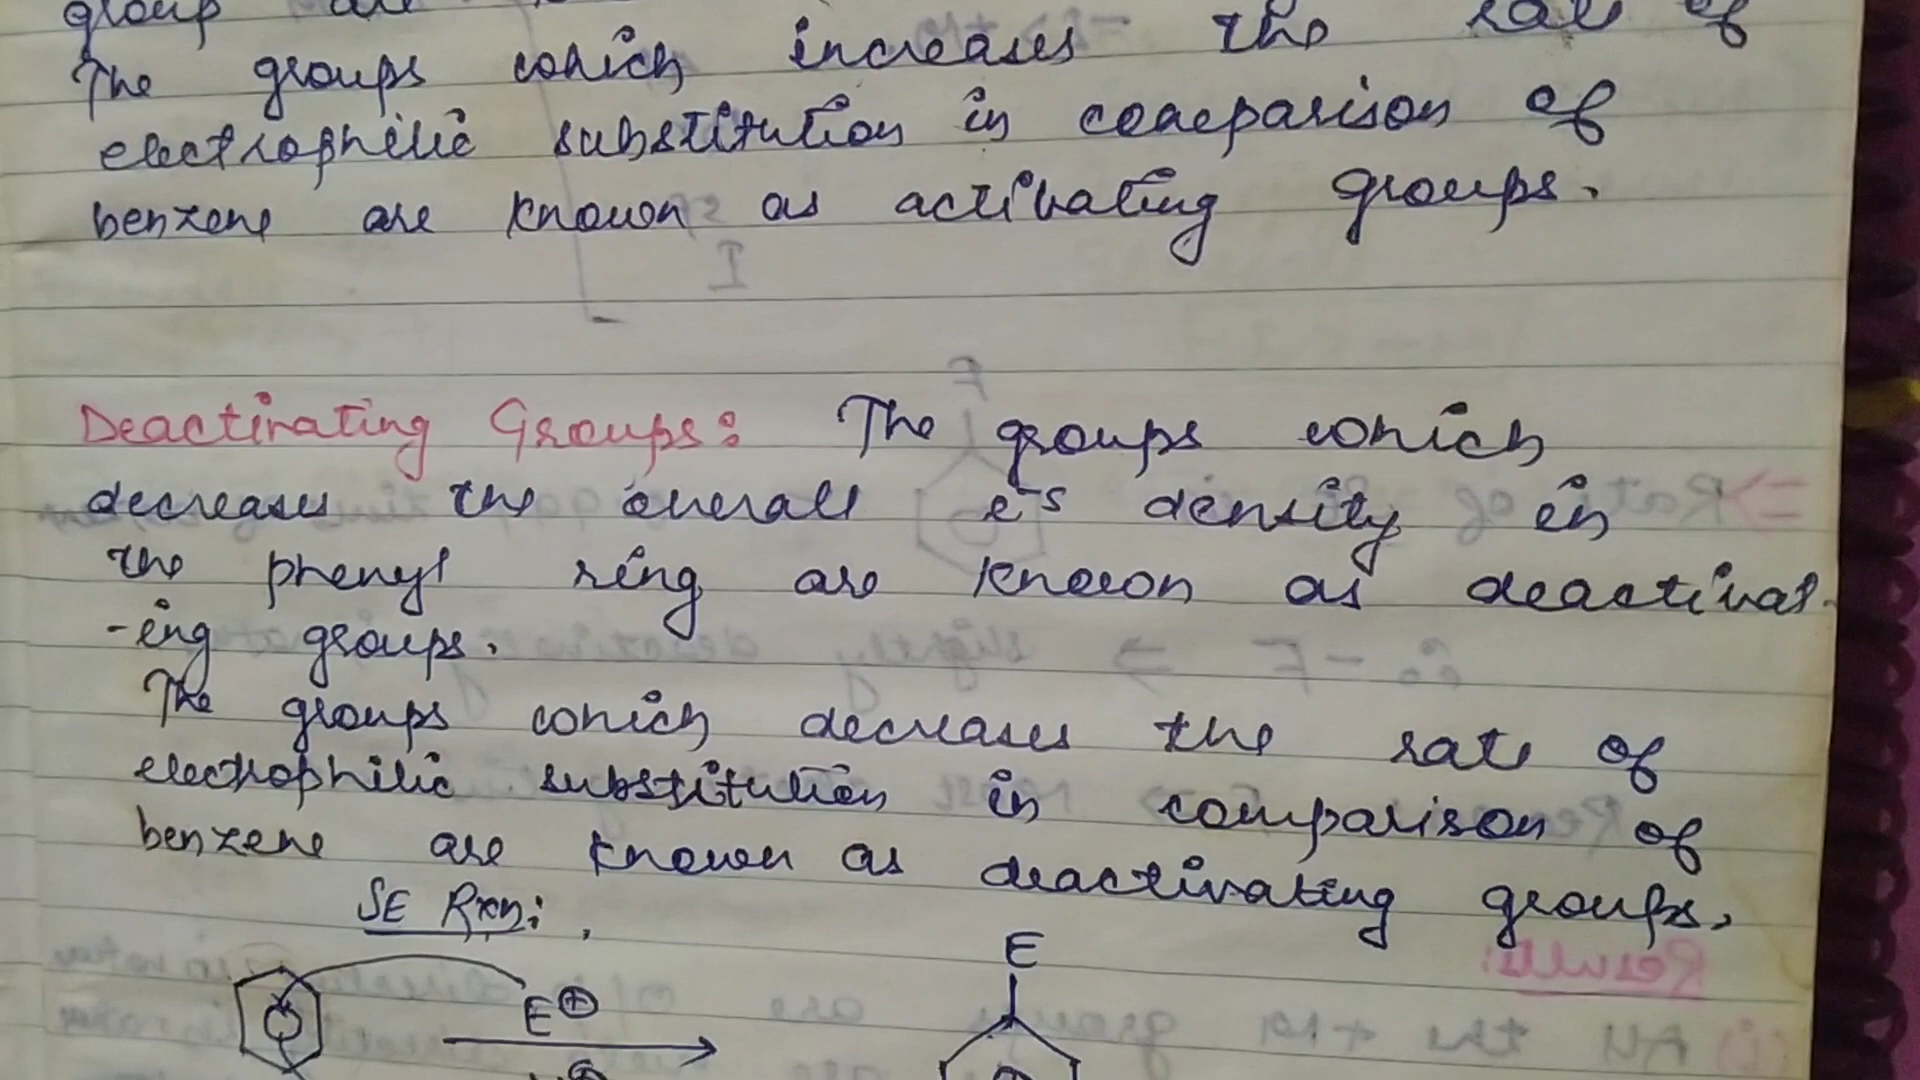 group are
The groups which increases the rate of
electrophilic substitution in comparison of
benzene are known as activating groups.
Deactivating Groups: The groups which
decreases the overall e⁻s density in
the phenyl ring are known as deactivat-
-ing groups.
The groups which decreases the rate of
electrophilic substitution in comparison of
benzene are known as deactivating groups.
SE Rxn:
E
E⊕